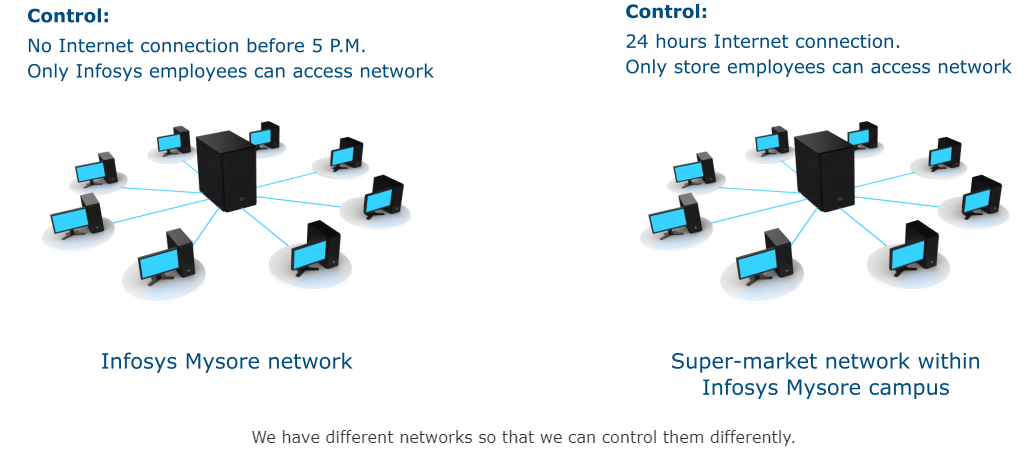 Control:
No Internet connection before 5 P.M.
Only Infosys employees can access network
Control:
24 hours Internet connection.
Only store employees can access network
Infosys Mysore network
Super-market network within
Infosys Mysore campus
We have different networks so that we can control them differently.